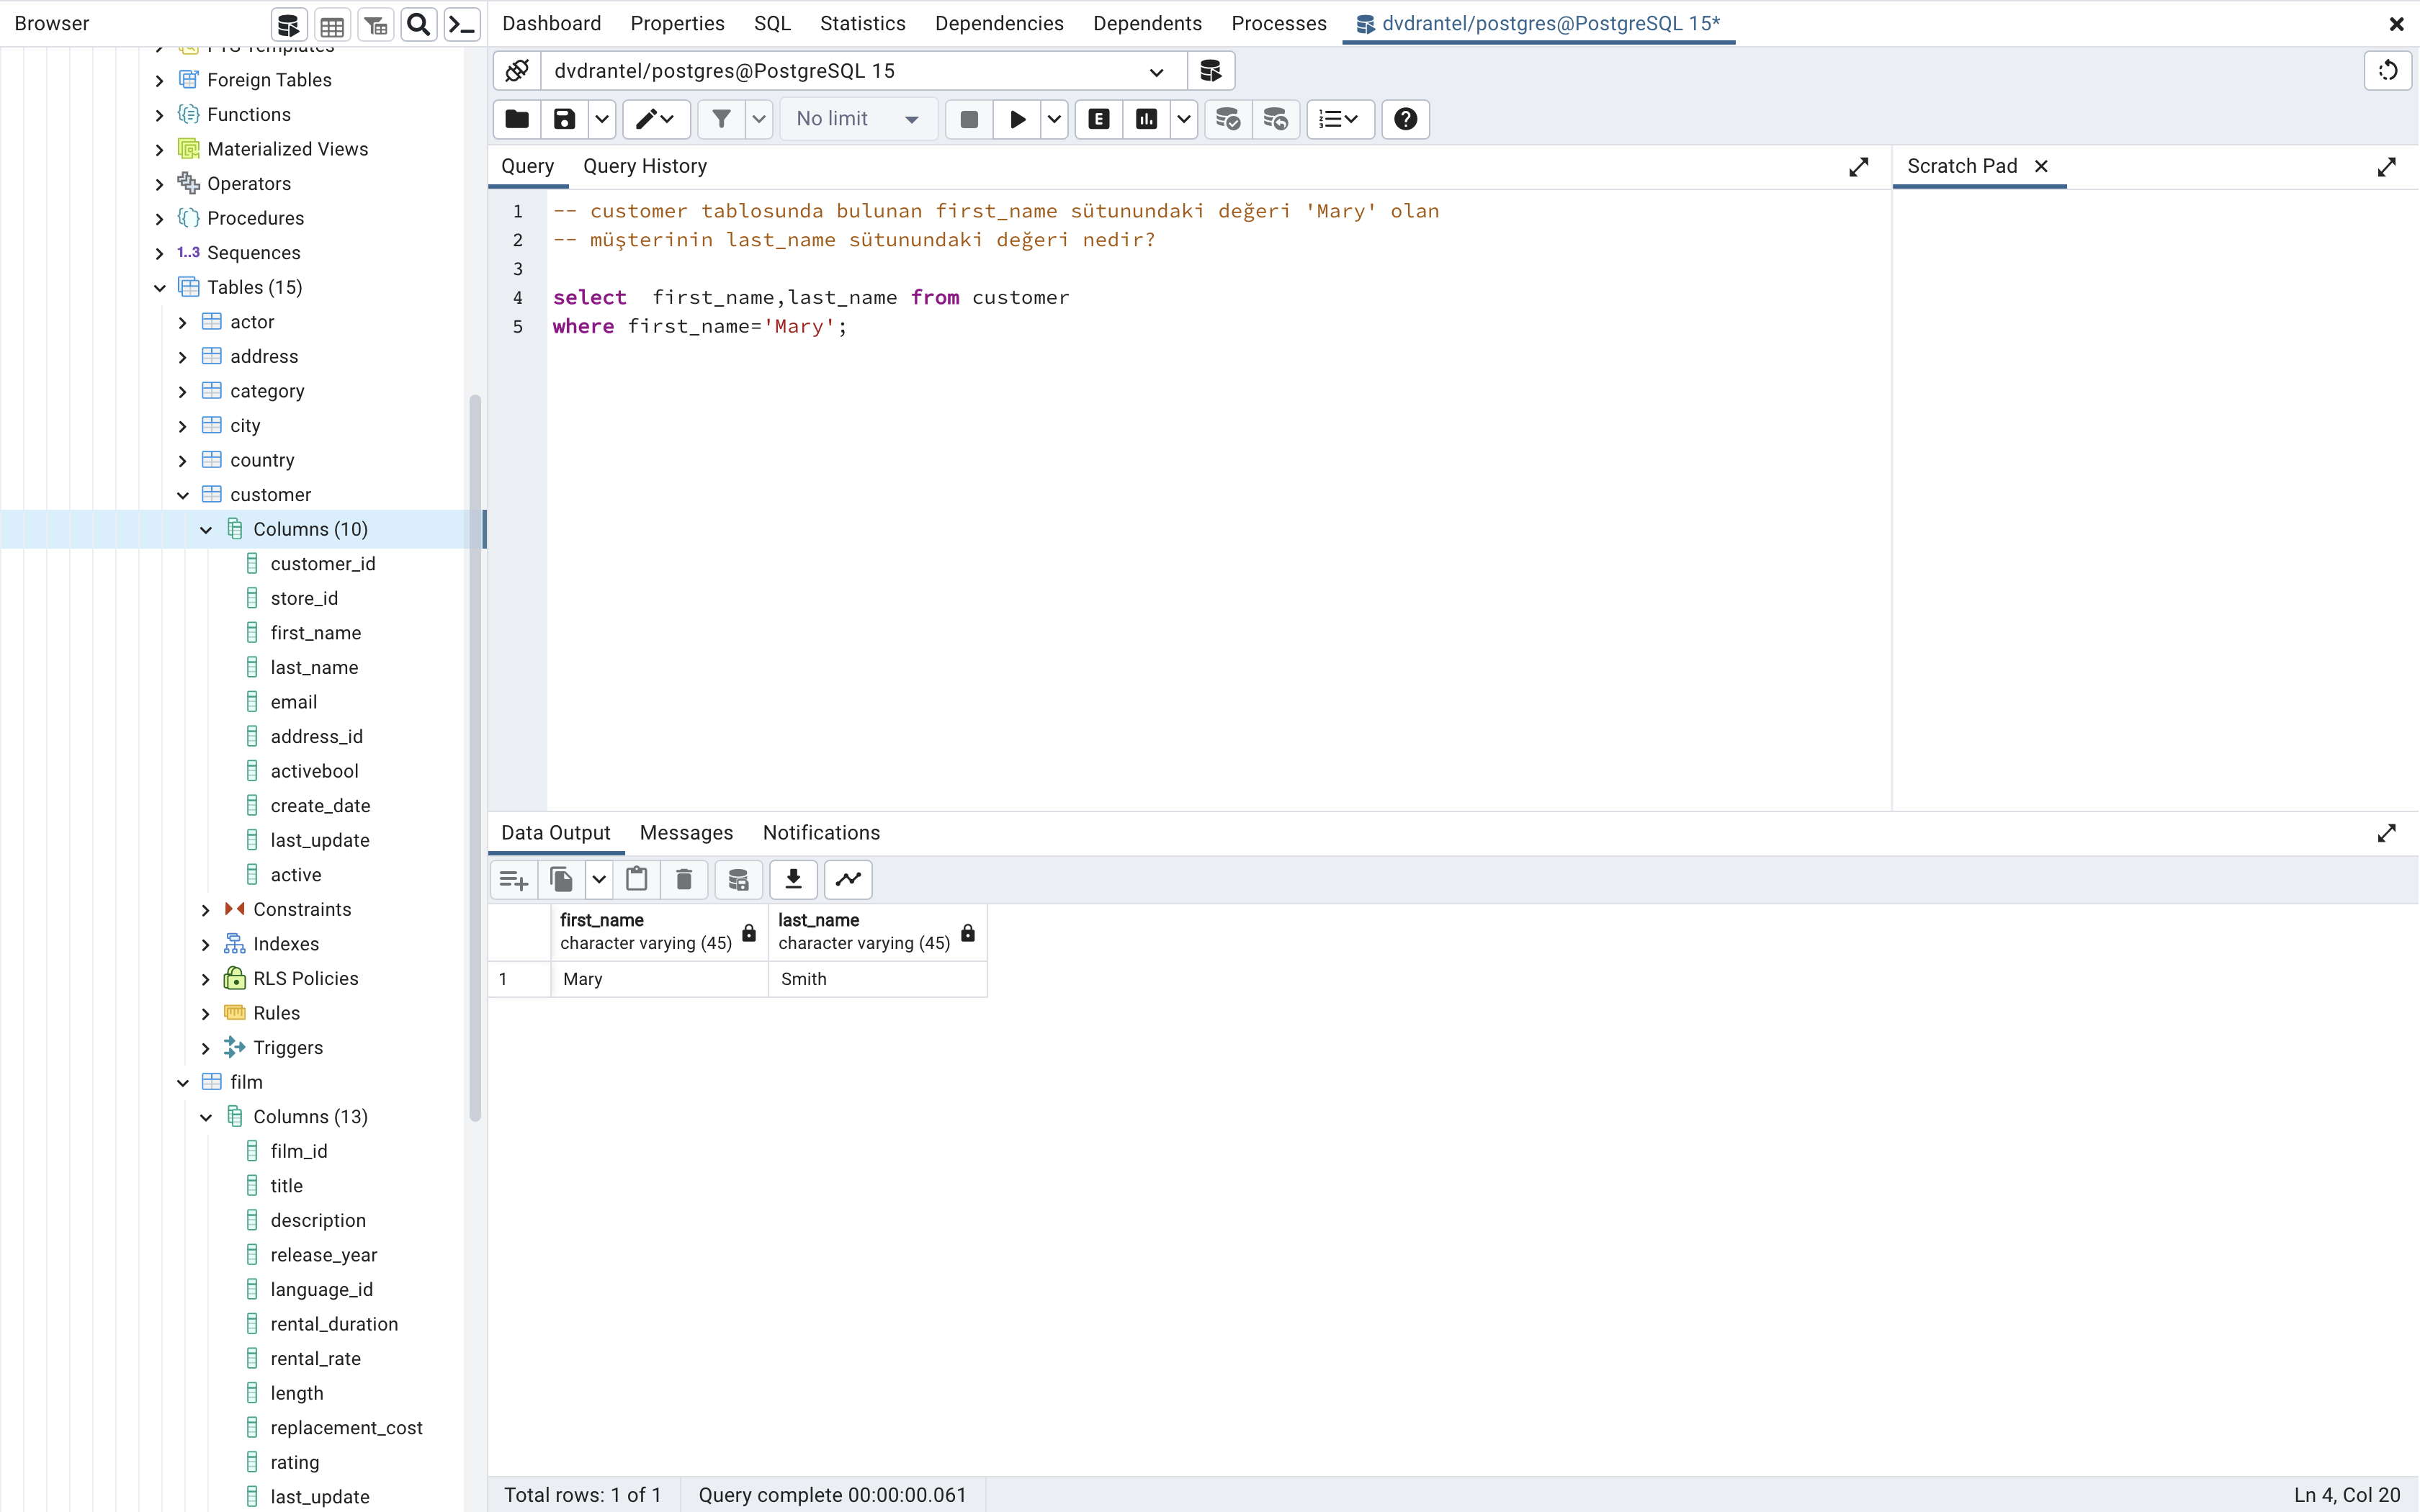 Browser
Dashboard Properties SQL Statistics Dependencies Dependents Processes dvdrantel/postgres@PostgreSQL 15*
FTS Templates
Foreign Tables
Functions
Materialized Views
Operators
Procedures
1..3 Sequences
Tables (15)
actor
address
category
city
country
customer
Columns (10)
customer_id
store_id
first_name
last_name
email
address_id
activebool
create_date
last_update
active
Constraints
Indexes
RLS Policies
Rules
Triggers
film
Columns (13)
film_id
title
description
release_year
language_id
rental_duration
rental_rate
length
replacement_cost
rating
last_update
dvdrantel/postgres@PostgreSQL 15
No limit
E
Query Query History
Scratch Pad
1 -- customer tablosunda bulunan first_name sütunundaki değeri 'Mary' olan
2 -- müşterinin last_name sütunundaki değeri nedir?
3
4 select  first_name,last_name from customer
5 where first_name='Mary';
Data Output Messages Notifications
first_name last_name
character varying (45) character varying (45)
1 Mary Smith
Total rows: 1 of 1 Query complete 00:00:00.061 Ln 4, Col 20